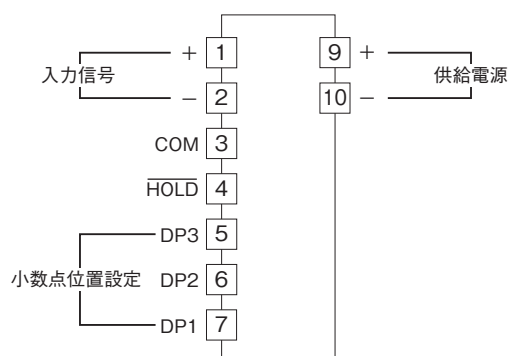 + 1
入力信号
− 2
COM 3
HOLD 4
DP3 5
小数点位置設定 DP2 6
DP1 7
9 +
供給電源
10 −